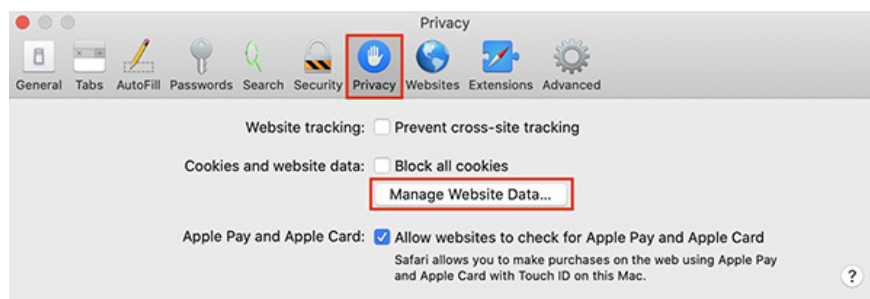 Privacy
General Tabs AutoFill Passwords Search Security Privacy Websites Extensions Advanced
Website tracking: Prevent cross-site tracking
Cookies and website data: Block all cookies
Manage Website Data...
Apple Pay and Apple Card: Allow websites to check for Apple Pay and Apple Card
Safari allows you to make purchases on the web using Apple Pay
and Apple Card with Touch ID on this Mac.
?